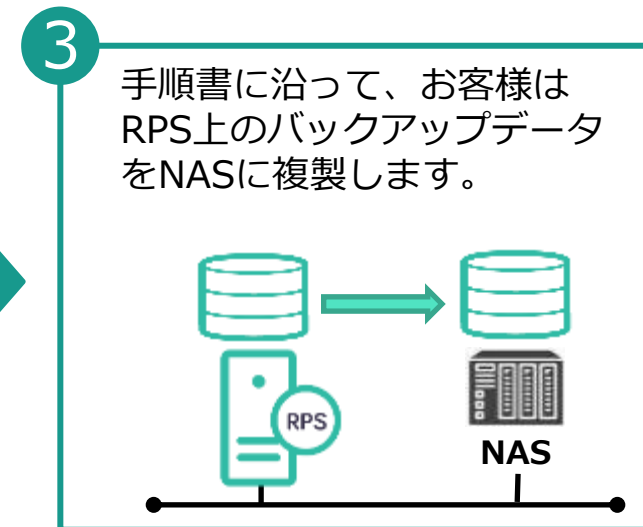 3
手順書に沿って、お客様は
RPS上のバックアップデータ
をNASに複製します。
RPS
NAS